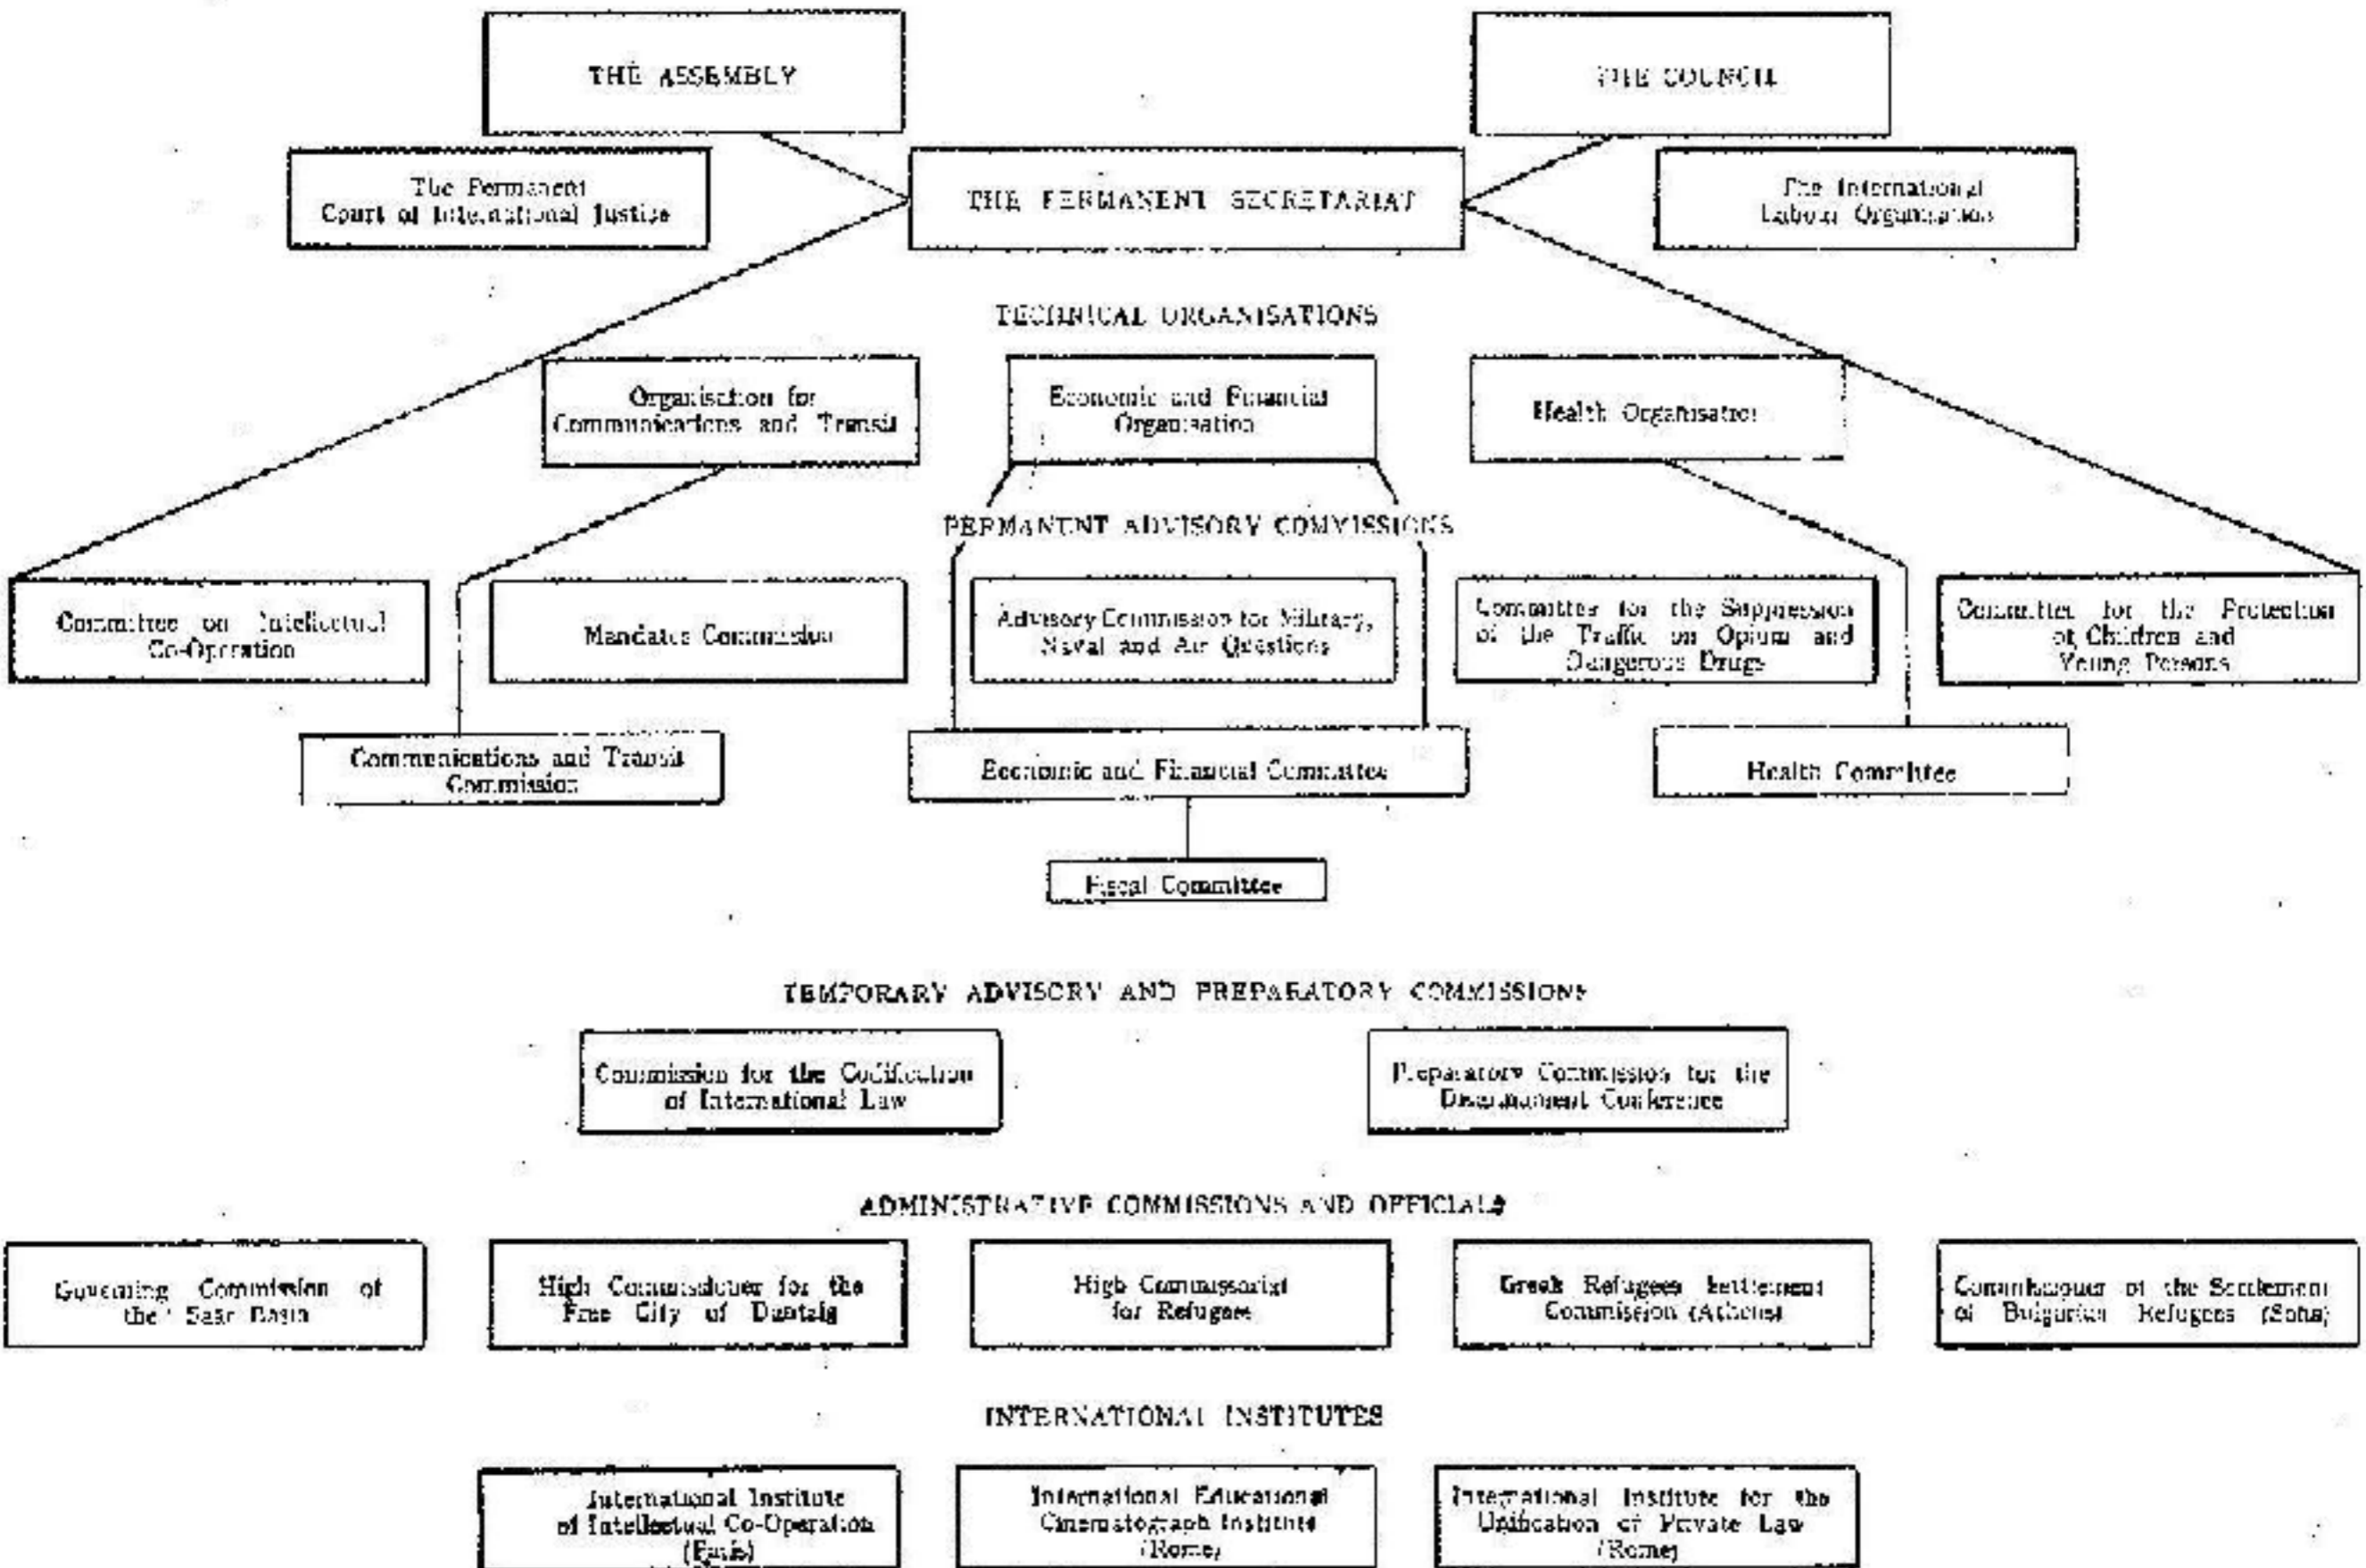 THE ASSEMBLY
THE COUNCIL
The Permanent
Court of International Justice
THE PERMANENT SECRETARIAT
The International
Labour Organisation
TECHNICAL ORGANISATIONS
Organisation for
Communications and Transit
Economic and Financial
Organisation
Health Organisation
PERMANENT ADVISORY COMMISSIONS
Committee on Intellectual
Co-Operation
Mandates Commission
Advisory Commission for Military,
Naval and Air Questions
Committee for the Suppression
of the Traffic on Opium and
Dangerous Drugs
Committee for the Protection
of Children and
Young Persons
Communications and Transit
Commission
Economic and Financial Committee
Health Committee
Fiscal Committee
TEMPORARY ADVISORY AND PREPARATORY COMMISSIONS
Commission for the Codification
of International Law
Preparatory Commission for the
Disarmament Conference
ADMINISTRATIVE COMMISSIONS AND OFFICIALS
Governing Commission of
the Saar Basin
High Commissioner for the
Free City of Dantzig
High Commissariat
for Refugees
Greek Refugees Settlement
Commission (Athens)
Commissioner of the Settlement
of Bulgarian Refugees (Sofia)
INTERNATIONAL INSTITUTES
International Institute
of Intellectual Co-Operation
(Paris)
International Educational
Cinematograph Institute
(Rome)
International Institute for the
Unification of Private Law
(Rome)